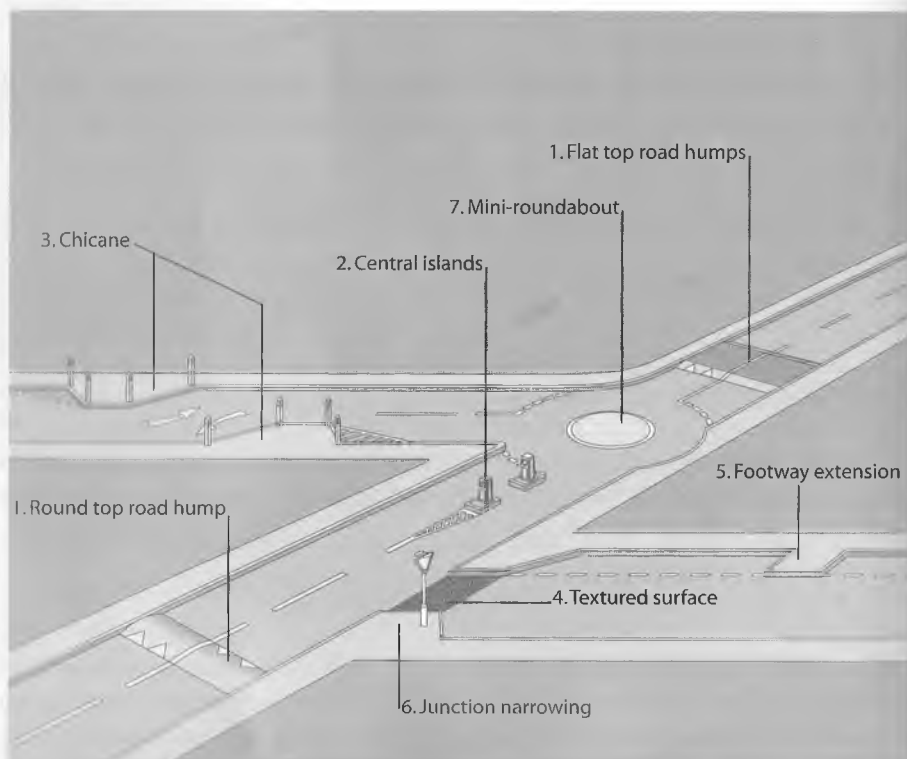 1. Flat top road humps
7. Mini-roundabout
3. Chicane
2. Central islands
5. Footway extension
1. Round top road hump
4. Textured surface
6. Junction narrowing